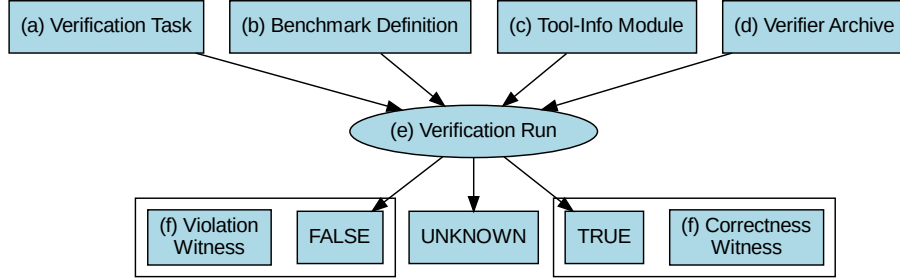 (a) Verification Task
(b) Benchmark Definition
(c) Tool-Info Module
(d) Verifier Archive
(e) Verification Run
(f) Violation
Witness
FALSE
UNKNOWN
TRUE
(f) Correctness
Witness